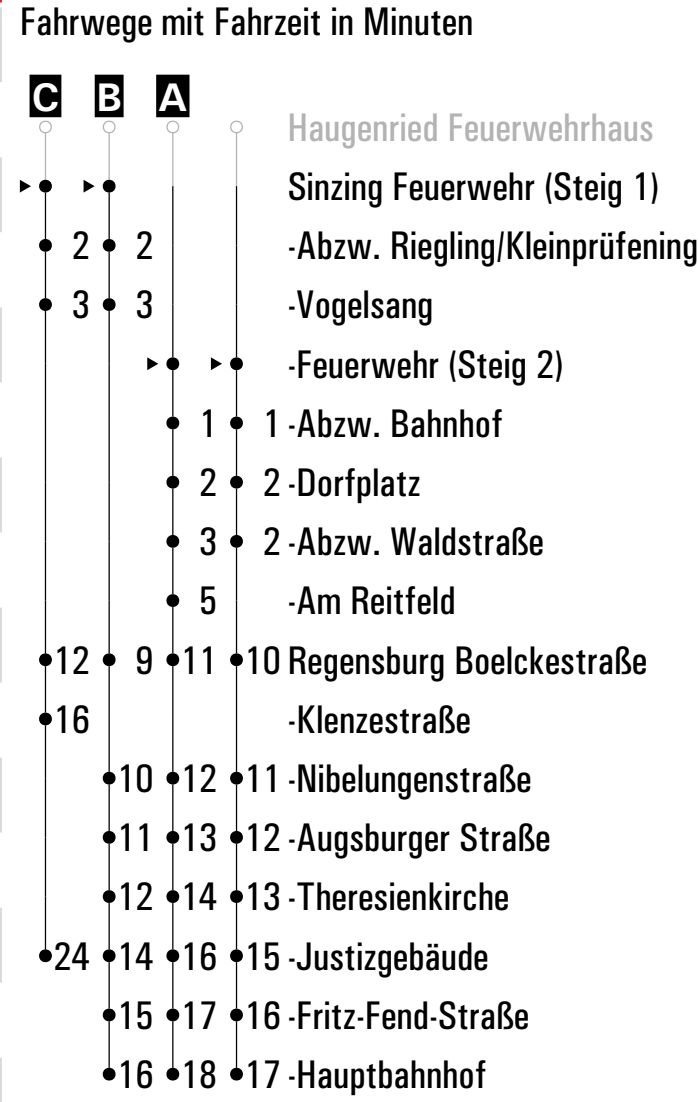 Fahrwege mit Fahrzeit in Minuten
C B A
Haugenried Feuerwehrhaus
Sinzing Feuerwehr (Steig 1)
2 2 -Abzw. Riegling/Kleinprüfening
3 3 -Vogelsang
-Feuerwehr (Steig 2)
1 1 -Abzw. Bahnhof
2 2 -Dorfplatz
3 2 -Abzw. Waldstraße
5 -Am Reitfeld
12 9 11 10 Regensburg Boelckestraße
16 -Klenzestraße
10 12 11 -Nibelungenstraße
11 13 12 -Augsburger Straße
12 14 13 -Theresienkirche
24 14 16 15 -Justizgebäude
15 17 16 -Fritz-Fend-Straße
16 18 17 -Hauptbahnhof